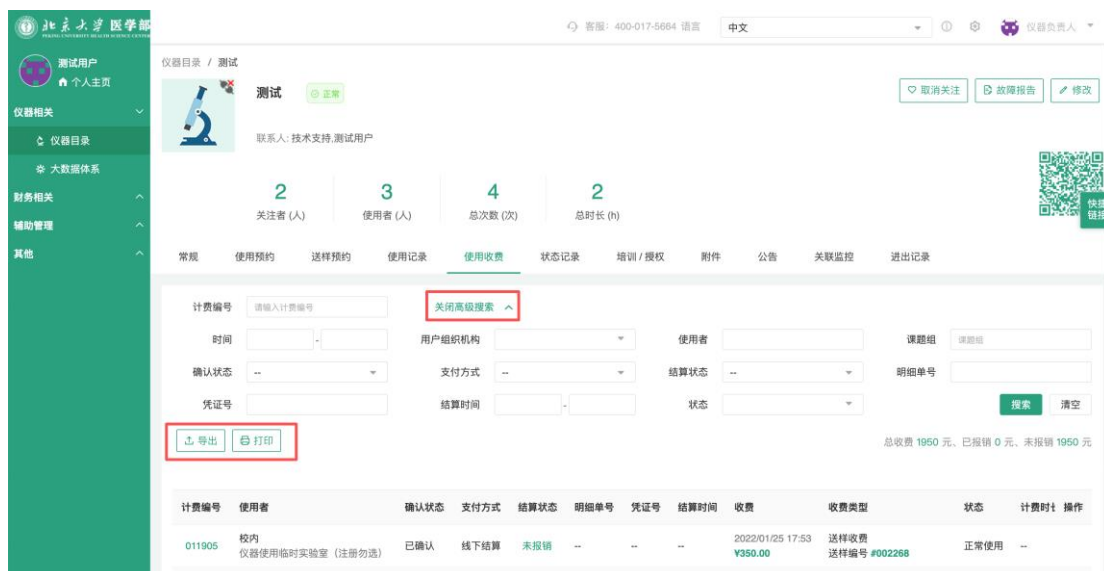 北京大学 医学部
PEKING UNIVERSITY HEALTH SCIENCE CENTER
客服：400-017-5664 语言 中文 仪器负责人
测试用户
个人主页
仪器相关
仪器目录
大数据体系
财务相关
辅助管理
其他
仪器目录 / 测试
测试 正常
取消关注 故障报告 修改
联系人: 技术支持,测试用户
2 3 4 2
关注者 (人) 使用者 (人) 总次数 (次) 总时长 (h)
快捷
链接
常规 使用预约 送样预约 使用记录 使用收费 状态记录 培训 / 授权 附件 公告 关联监控 进出记录
计费编号 请输入计费编号 关闭高级搜索
时间 - 用户组织机构 使用者 课题组 课题组
确认状态 -- 支付方式 -- 结算状态 -- 明细单号
凭证号 结算时间 - 状态 搜索 清空
导出 打印 总收费 1950 元、已报销 0 元、未报销 1950 元
计费编号 使用者 确认状态 支付方式 结算状态 明细单号 凭证号 结算时间 收费 收费类型 状态 计费时 操作
011905 校内 已确认 线下结算 未报销 -- -- -- 2022/01/25 17:53 送样收费 正常使用 --
仪器使用临时实验室（注册勿选） ¥350.00 送样编号 #002268